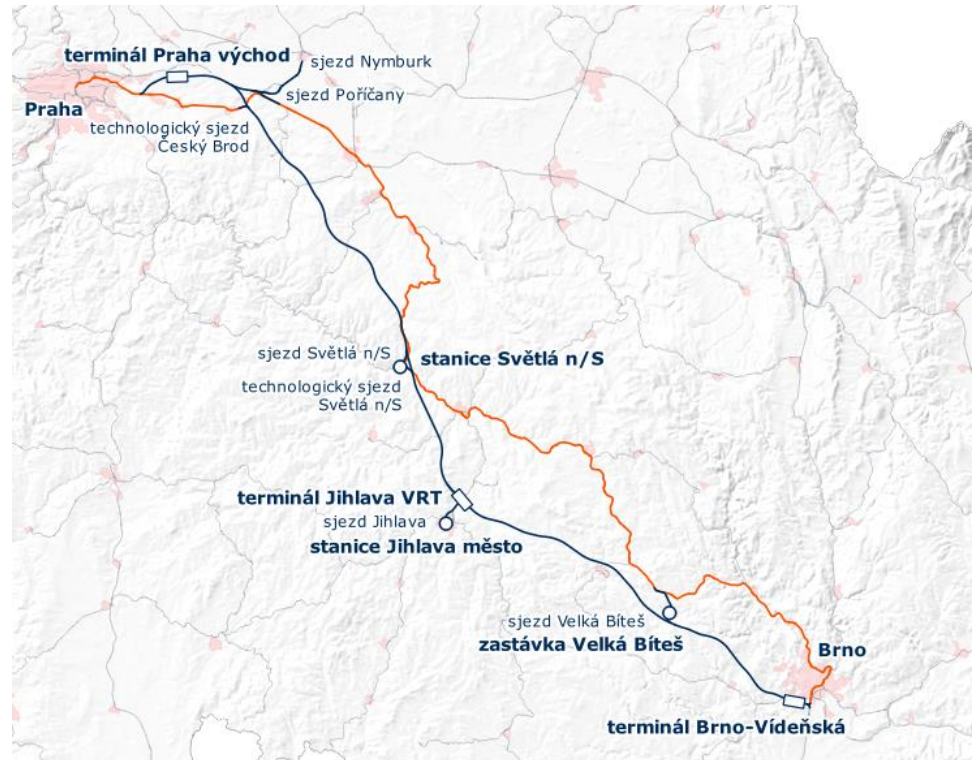 terminál Praha východ
sjezd Nymburk
sjezd Poříčany
Praha
technologický sjezd
Český Brod
sjezd Světlá n/S
stanice Světlá n/S
technologický sjezd
Světlá n/S
terminál Jihlava VRT
sjezd Jihlava
stanice Jihlava město
sjezd Velká Bíteš
zastávka Velká Bíteš
Brno
terminál Brno-Vídeňská